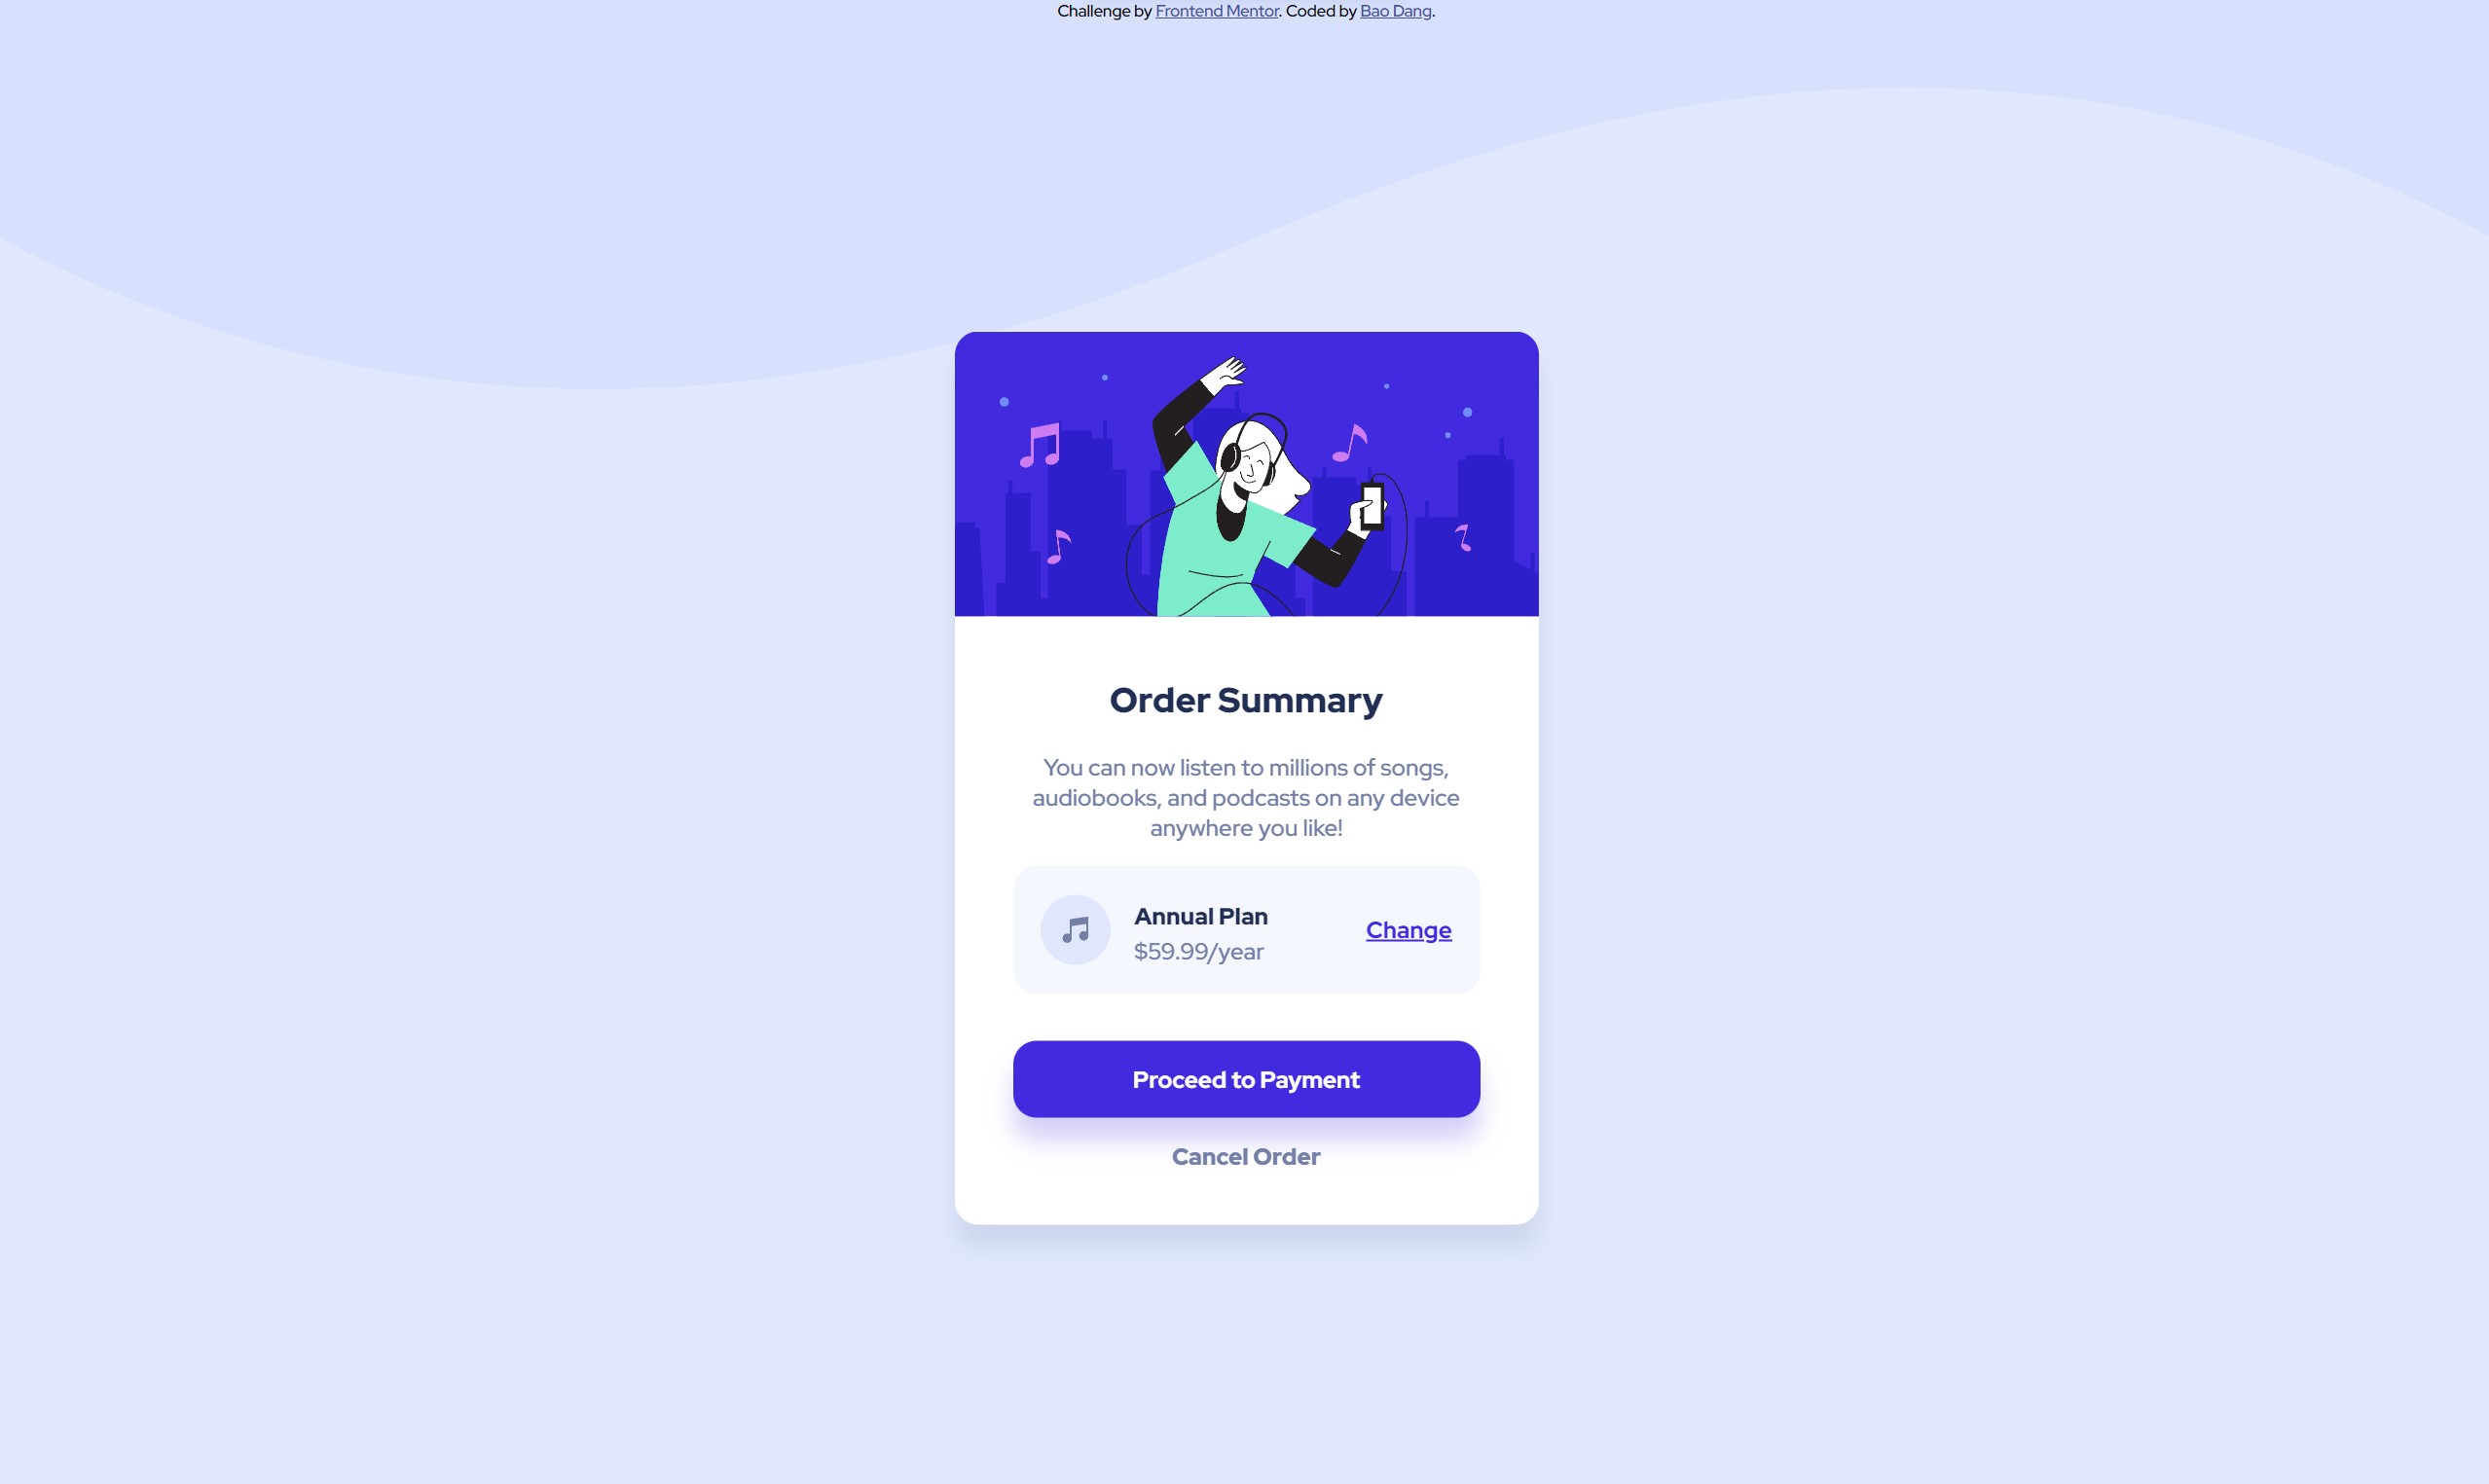 Challenge by Frontend Mentor. Coded by Bao Dang.
Order Summary
You can now listen to millions of songs,
audiobooks, and podcasts on any device
anywhere you like!
Annual Plan
$59.99/year
Change
Proceed to Payment
Cancel Order